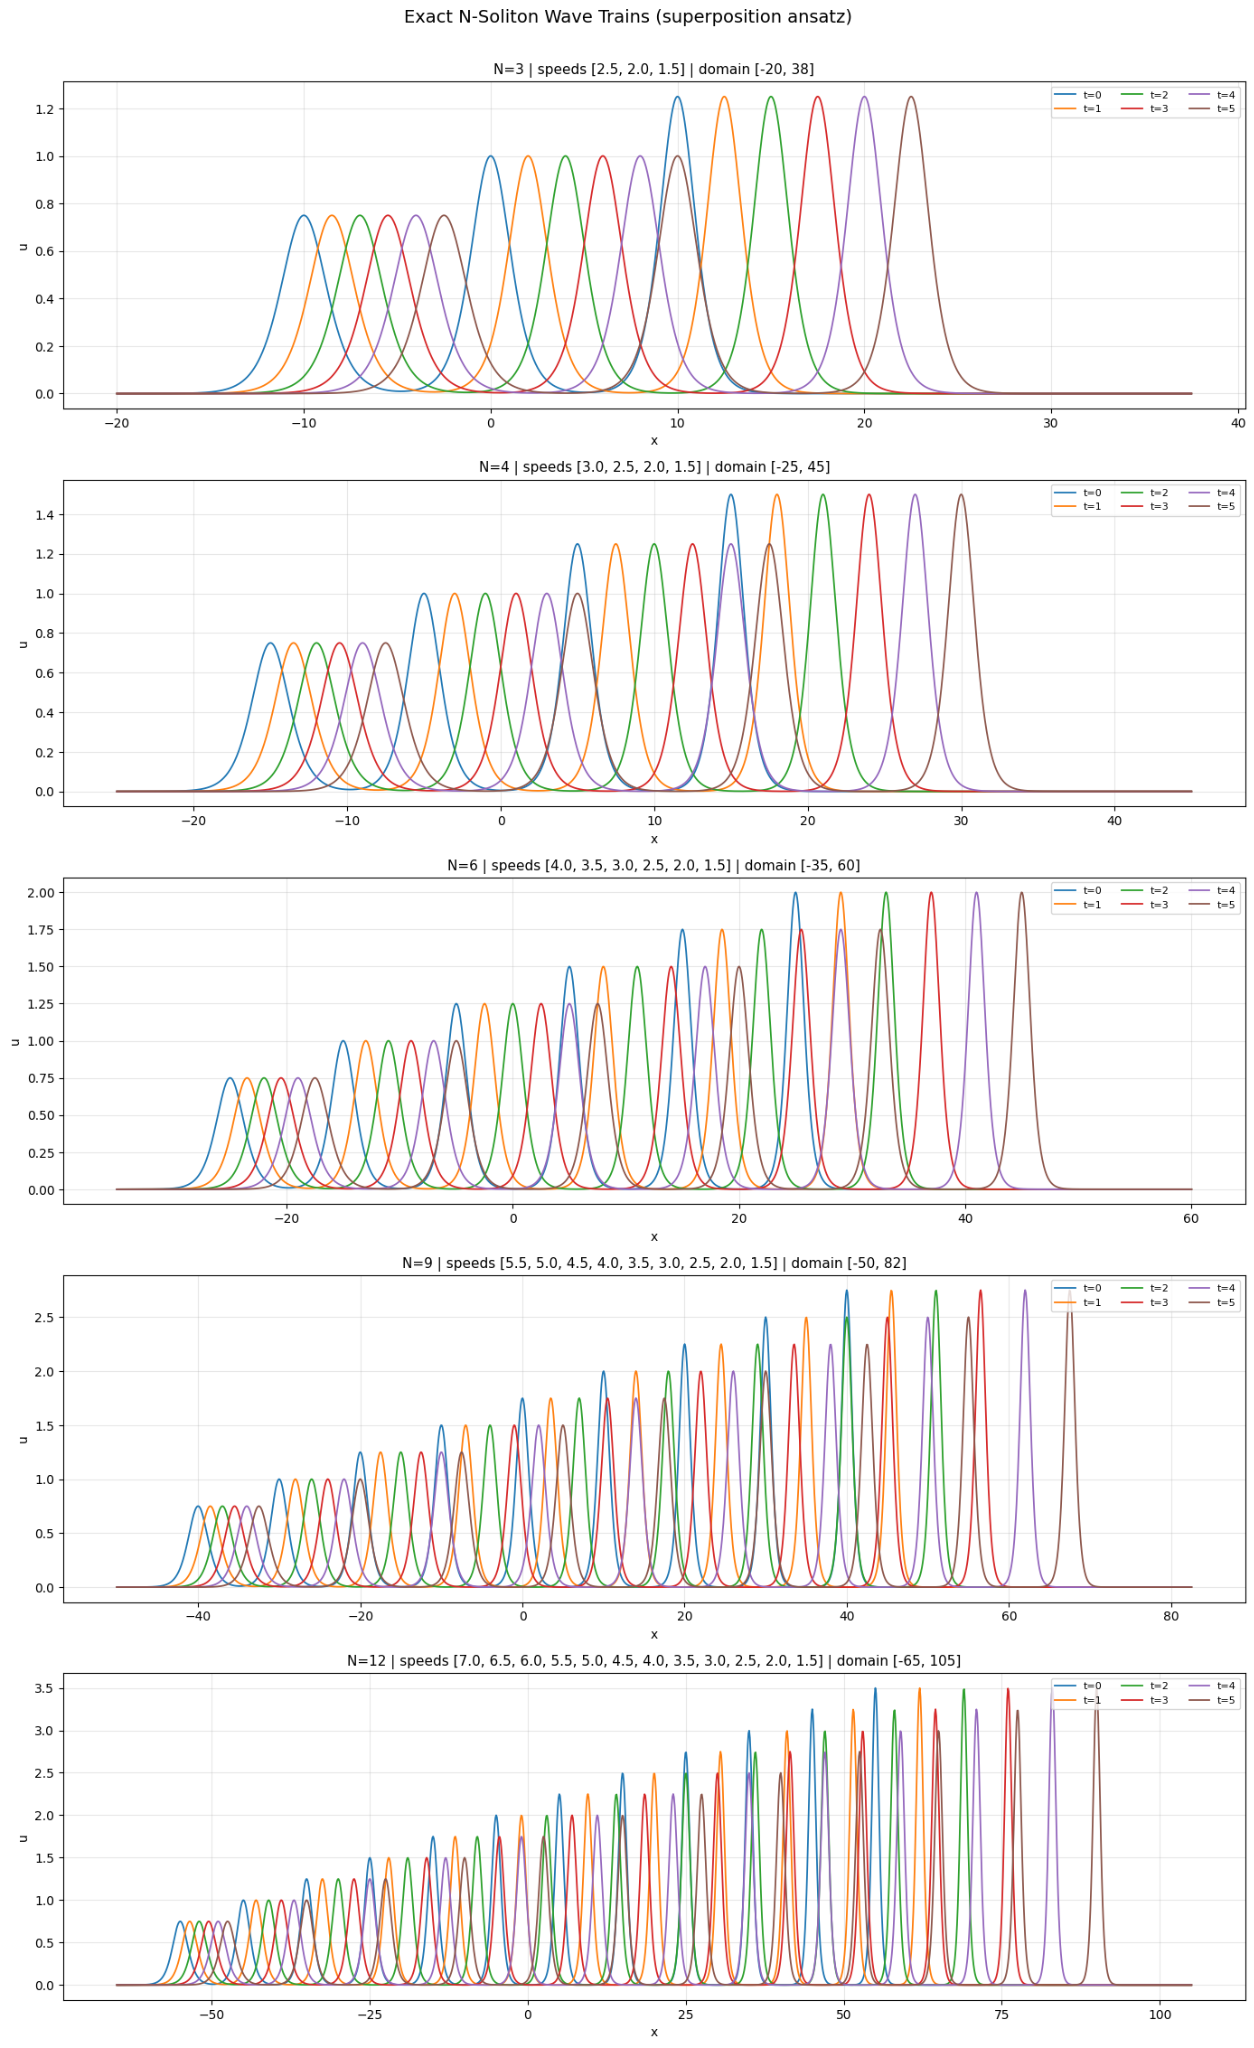 Exact N-Soliton Wave Trains (superposition ansatz)
N=3 | speeds [2.5, 2.0, 1.5] | domain [-20, 38]
t=0 t=2 t=4
t=1 t=3 t=5
1.2
1.0
0.8
0.6
0.4
0.2
0.0
u
−20 −10 0 10 20 30 40
x
N=4 | speeds [3.0, 2.5, 2.0, 1.5] | domain [-25, 45]
t=0 t=2 t=4
t=1 t=3 t=5
1.4
1.2
1.0
0.8
0.6
0.4
0.2
0.0
u
−20 −10 0 10 20 30 40
x
N=6 | speeds [4.0, 3.5, 3.0, 2.5, 2.0, 1.5] | domain [-35, 60]
t=0 t=2 t=4
t=1 t=3 t=5
2.00
1.75
1.50
1.25
1.00
0.75
0.50
0.25
0.00
u
−20 0 20 40 60
x
N=9 | speeds [5.5, 5.0, 4.5, 4.0, 3.5, 3.0, 2.5, 2.0, 1.5] | domain [-50, 82]
t=0 t=2 t=4
t=1 t=3 t=5
2.5
2.0
1.5
1.0
0.5
0.0
u
−40 −20 0 20 40 60 80
x
N=12 | speeds [7.0, 6.5, 6.0, 5.5, 5.0, 4.5, 4.0, 3.5, 3.0, 2.5, 2.0, 1.5] | domain [-65, 105]
t=0 t=2 t=4
t=1 t=3 t=5
3.5
3.0
2.5
2.0
1.5
1.0
0.5
0.0
u
−50 −25 0 25 50 75 100
x